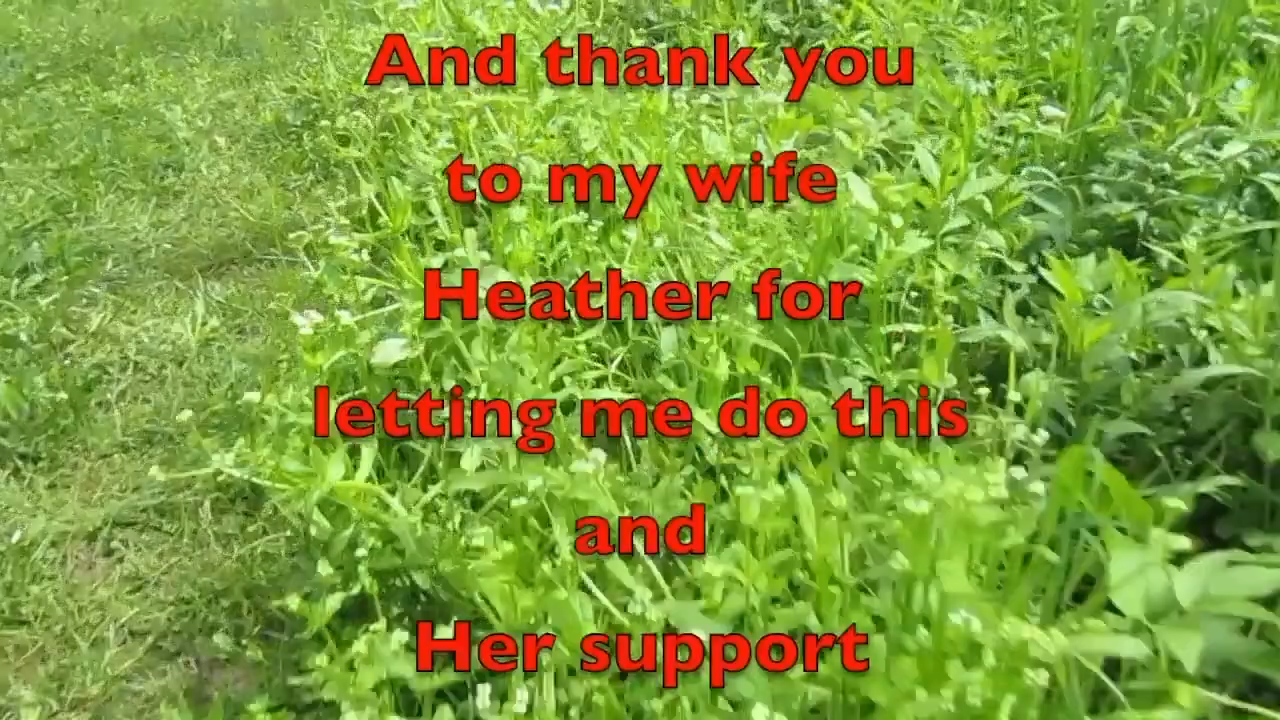 And thank you
to my wife
Heather for
letting me do this
and
Her support